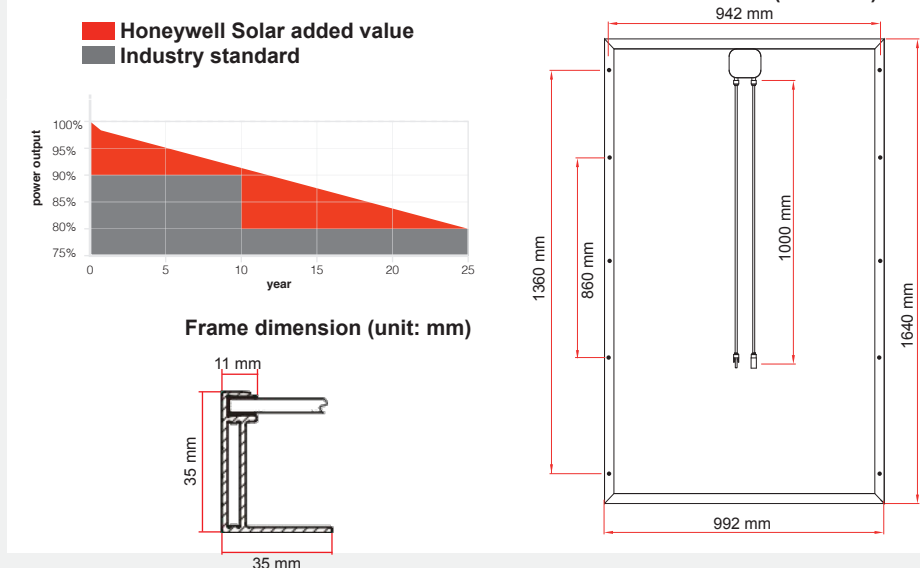 Honeywell Solar added value
Industry standard
power output
100%
95%
90%
85%
80%
75%
0
5
10
15
20
25
year
Frame dimension (unit: mm)
11 mm
35 mm
35 mm
942 mm
1360 mm
860 mm
1000 mm
1640 mm
992 mm